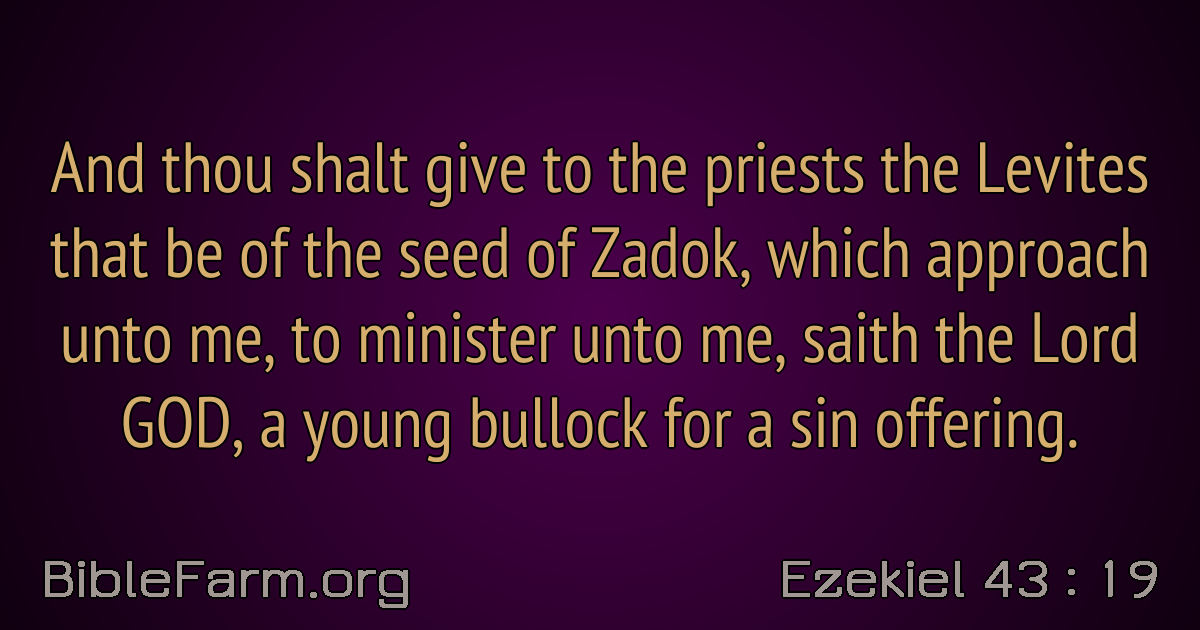 And thou shalt give to the priests the Levites
that be of the seed of Zadok, which approach
unto me, to minister unto me, saith the Lord
GOD, a young bullock for a sin offering.
BibleFarm.org
Ezekiel 43 : 19